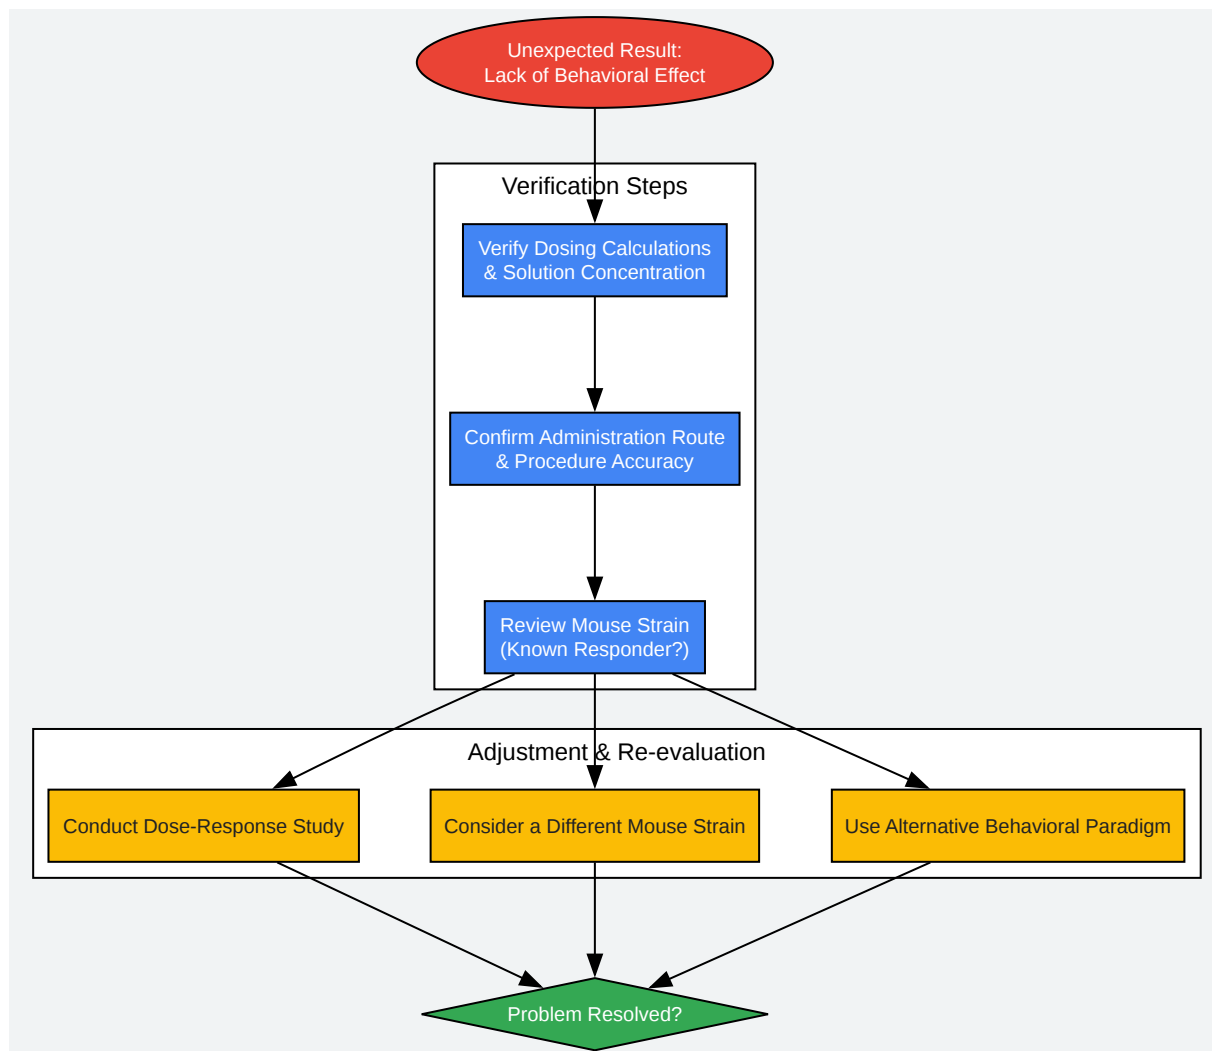 Unexpected Result:
Lack of Behavioral Effect
Verification Steps
Verify Dosing Calculations
& Solution Concentration
Confirm Administration Route
& Procedure Accuracy
Review Mouse Strain
(Known Responder?)
Adjustment & Re-evaluation
Conduct Dose-Response Study
Consider a Different Mouse Strain
Use Alternative Behavioral Paradigm
Problem Resolved?